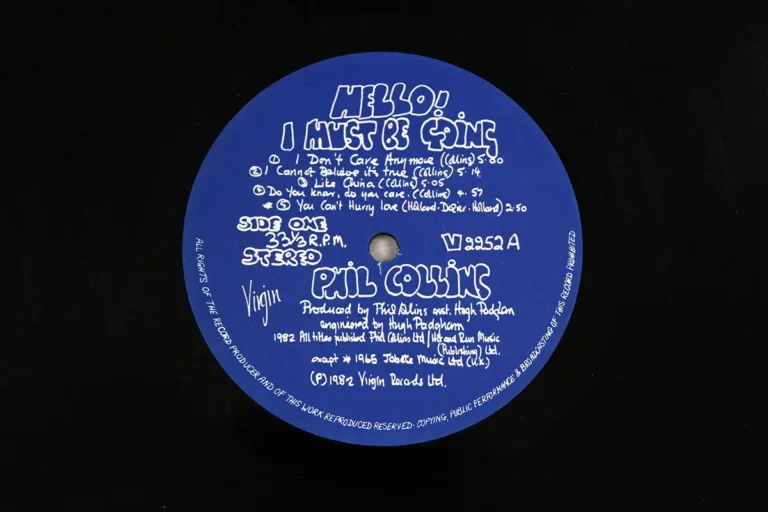 HELLO!
I MUST BE GOING
① I Don't Care Anymore (Collins) 5.00
② I Cannot Believe it's true (Collins) 5.14
③ Like China (Collins) 5.05
④ Do You know, do you care. (Collins) 4.57
* ⑤ You Can't Hurry love (Holland-Dozier-Holland) 2:50
SIDE ONE
33⅓ R.P.M.
STEREO
V 2252 A
PHIL COLLINS
Virgin
Produced by Phil Collins asst. Hugh Padgham
engineered by Hugh Padgham
1982 All titles published Phil Collins Ltd / Hit and Run Music
(Publishing) Ltd.
except * 1965 Jobete Music Ltd (U.K.)
(P) 1982 Virgin Records Ltd.
ALL RIGHTS OF THE RECORD PRODUCER AND OF THIS WORK REPRODUCED RESERVED · COPYING, PUBLIC PERFORMANCE & BROADCASTING OF THIS RECORD PROHIBITED